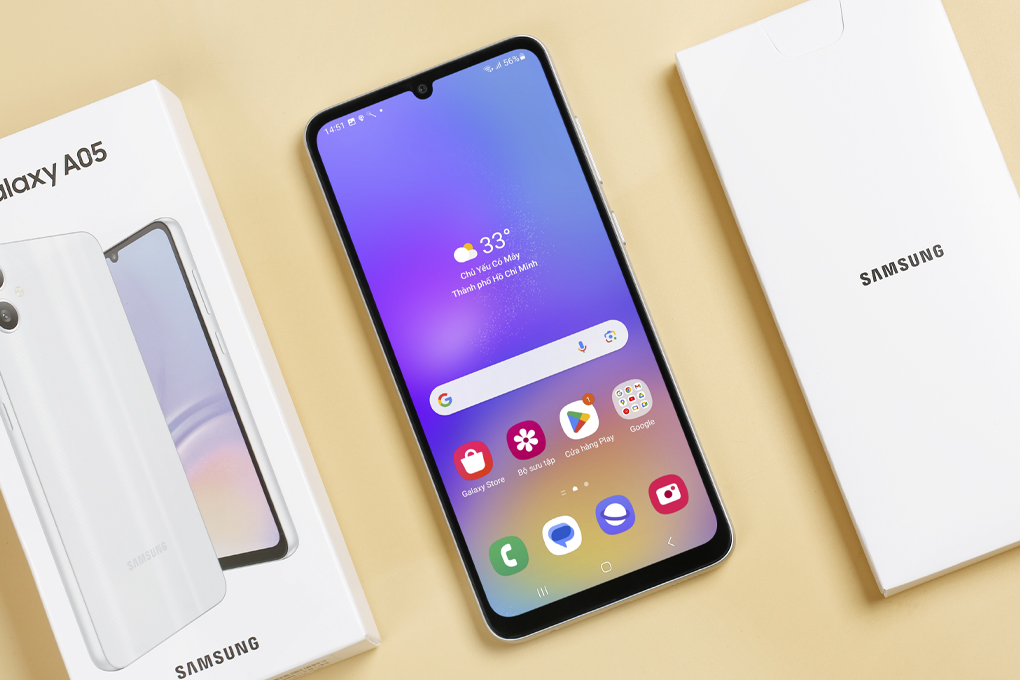 alaxy A05
SAMSUNG
SAMSUNG
14:51
56%
33°
Chủ Yếu Có Mây
Thành phố Hồ Chí Minh
Galaxy Store
Bộ sưu tập
Cửa hàng Play
1
Google
SAMSUNG